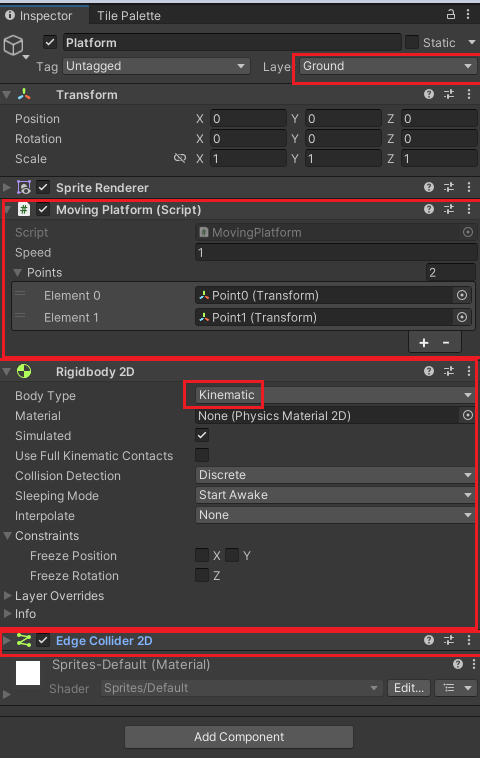 Inspector Tile Palette
Platform Static
Tag Untagged Layer Ground
Transform
Position X 0 Y 0 Z 0
Rotation X 0 Y 0 Z 0
Scale X 1 Y 1 Z 1
Sprite Renderer
# Moving Platform (Script)
Script # MovingPlatform
Speed 1
Points 2
Element 0 Point0 (Transform)
Element 1 Point1 (Transform)
+ -
Rigidbody 2D
Body Type Kinematic
Material None (Physics Material 2D)
Simulated
Use Full Kinematic Contacts
Collision Detection Discrete
Sleeping Mode Start Awake
Interpolate None
Constraints
Freeze Position X Y
Freeze Rotation Z
Layer Overrides
Info
Edge Collider 2D
Sprites-Default (Material)
Shader Sprites/Default Edit...
Add Component